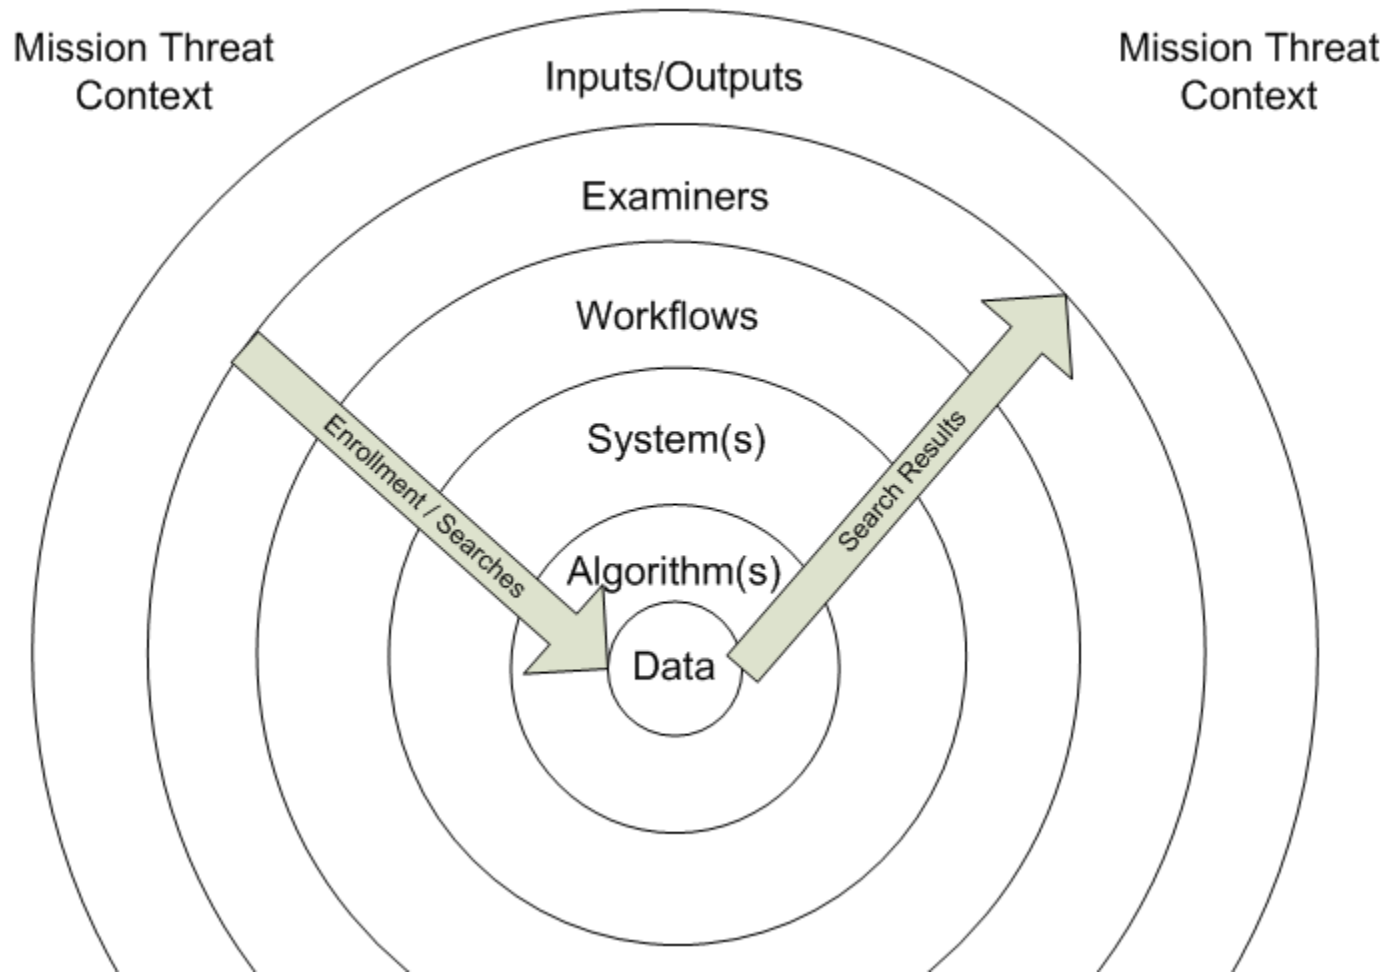 Mission Threat
Context
Mission Threat
Context
Inputs/Outputs
Examiners
Workflows
System(s)
Algorithm(s)
Data
Enrollment / Searches
Search Results